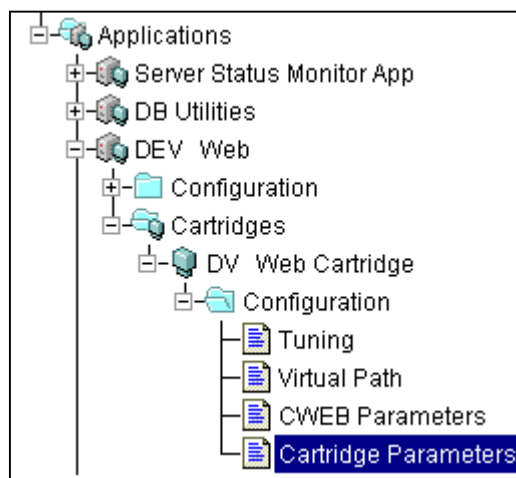 Applications
Server Status Monitor App
DB Utilities
DEV Web
Configuration
Cartridges
DV Web Cartridge
Configuration
Tuning
Virtual Path
CWEB Parameters
Cartridge Parameters